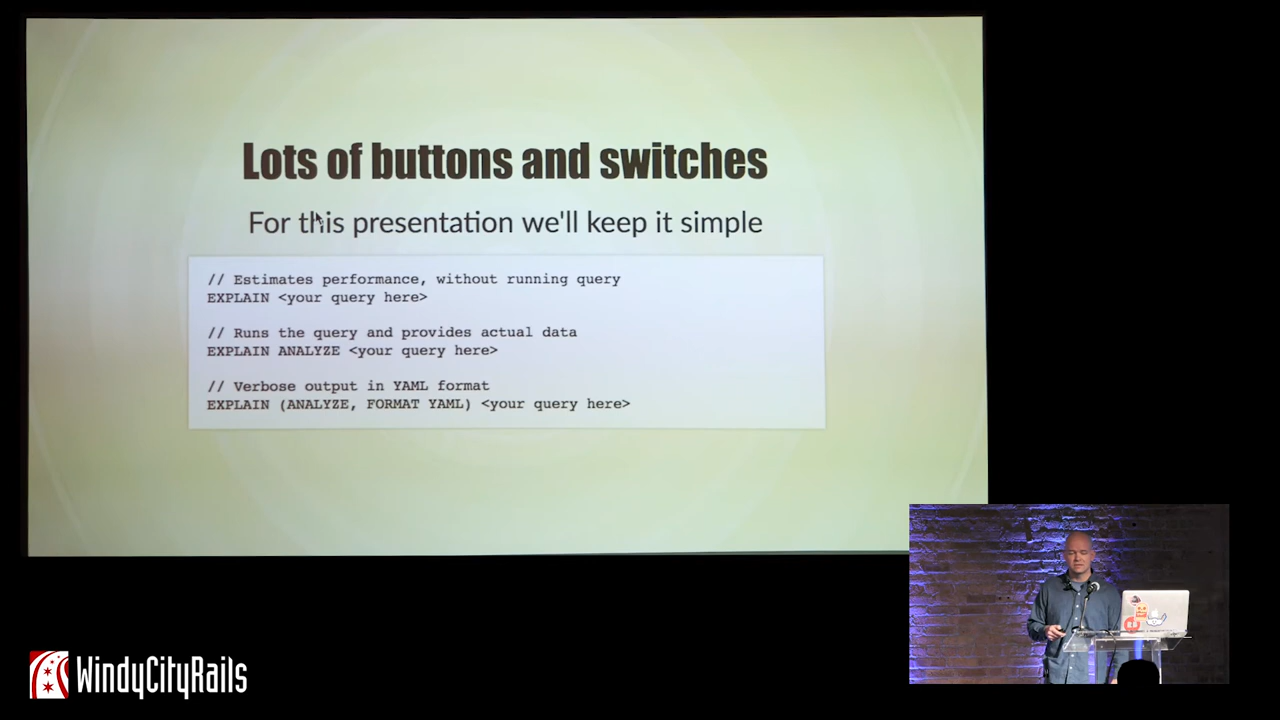 Lots of buttons and switches
For this presentation we'll keep it simple
// Estimates performance, without running query
EXPLAIN <your query here>
// Runs the query and provides actual data
EXPLAIN ANALYZE <your query here>
// Verbose output in YAML format
EXPLAIN (ANALYZE, FORMAT YAML) <your query here>
WindyCityRails